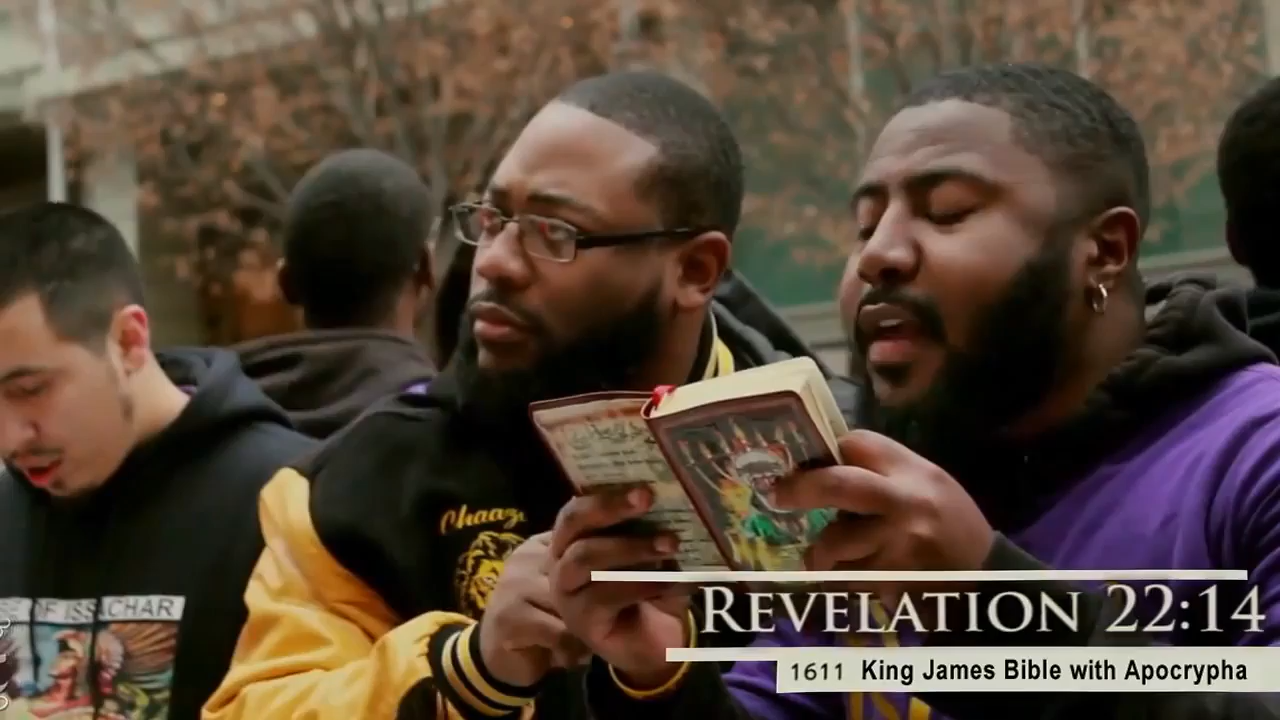 Chaaz
OF ISSACHAR
REVELATION 22:14
1611 King James Bible with Apocrypha